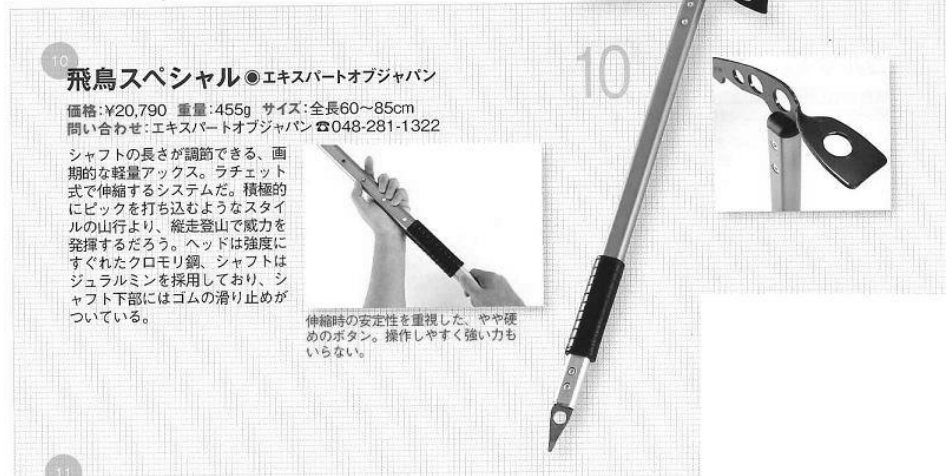 10
飛鳥スペシャル◉エキスパートオブジャパン
価格：¥20,790 重量：455g サイズ：全長60〜85cm
問い合わせ：エキスパートオブジャパン ☎048-281-1322
シャフトの長さが調節できる、画
期的な軽量アックス。ラチェット
式で伸縮するシステムだ。積極的
にピックを打ち込むようなスタイ
ルの山行より、縦走登山で威力を
発揮するだろう。ヘッドは強度に
すぐれたクロモリ鋼、シャフトは
ジュラルミンを採用しており、シ
ャフト下部にはゴムの滑り止めが
ついている。
伸縮時の安定性を重視した、やや硬
めのボタン。操作しやすく強い力も
いらない。
10
11